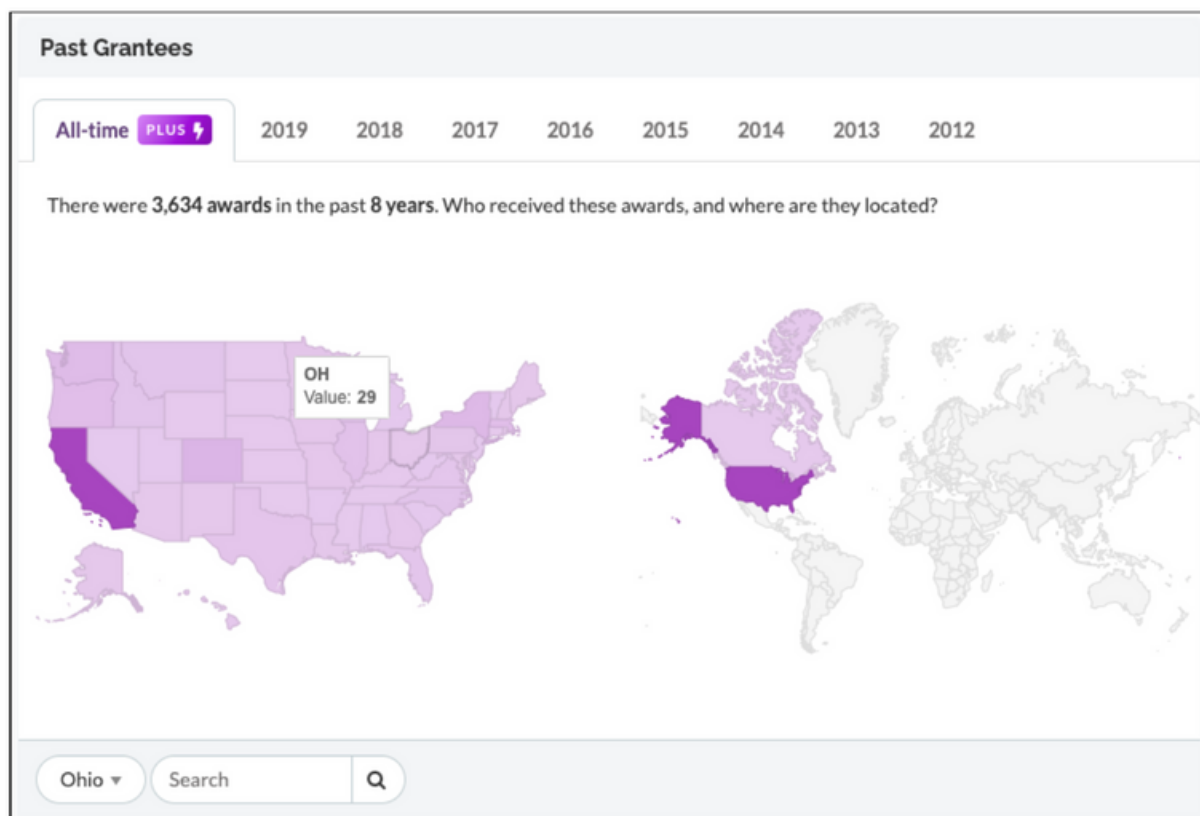 Past Grantees
All-time PLUS 2019 2018 2017 2016 2015 2014 2013 2012
There were 3,634 awards in the past 8 years. Who received these awards, and where are they located?
OH
Value: 29
Ohio Search